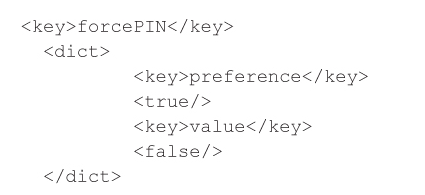 <key>forcePIN</key>
<dict>
<key>preference</key>
<true/>
<key>value</key>
<false/>
</dict>